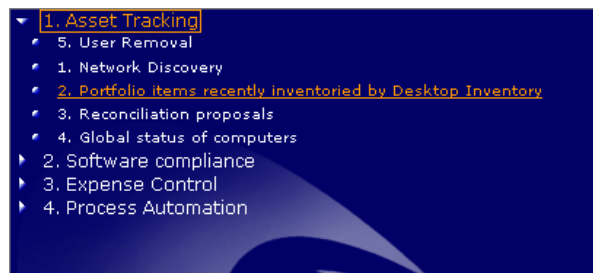 1. Asset Tracking
5. User Removal
1. Network Discovery
2. Portfolio items recently inventoried by Desktop Inventory
3. Reconciliation proposals
4. Global status of computers
2. Software compliance
3. Expense Control
4. Process Automation